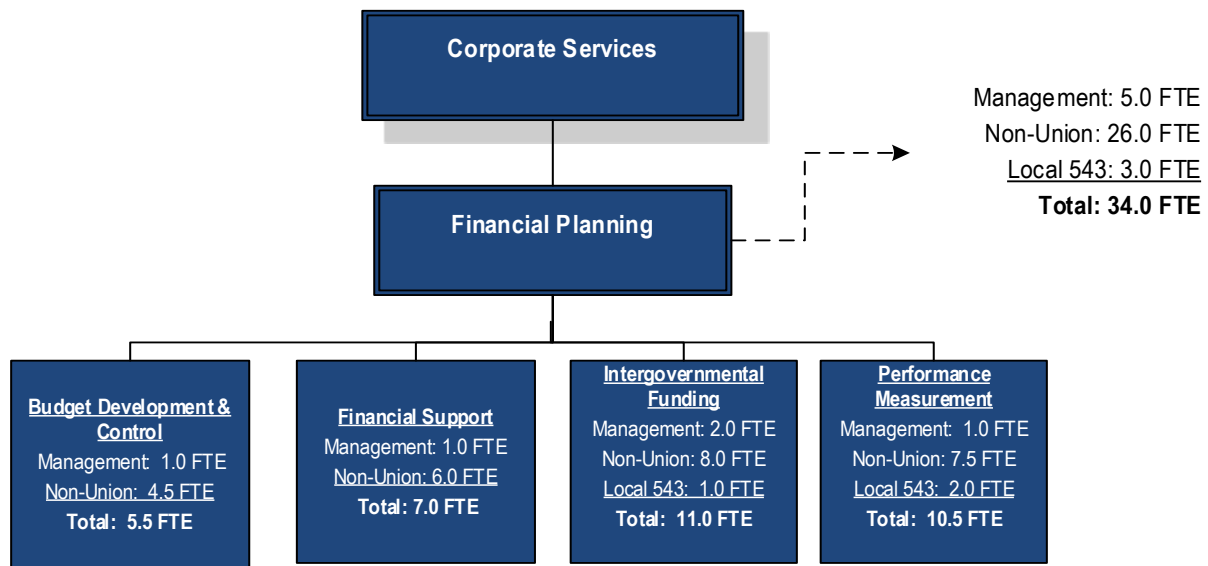 Corporate Services
Management: 5.0 FTE
Non-Union: 26.0 FTE
Local 543: 3.0 FTE
Total: 34.0 FTE
Financial Planning
Budget Development &
Control
Management: 1.0 FTE
Non-Union: 4.5 FTE
Total: 5.5 FTE
Financial Support
Management: 1.0 FTE
Non-Union: 6.0 FTE
Total: 7.0 FTE
Intergovernmental
Funding
Management: 2.0 FTE
Non-Union: 8.0 FTE
Local 543: 1.0 FTE
Total: 11.0 FTE
Performance
Measurement
Management: 1.0 FTE
Non-Union: 7.5 FTE
Local 543: 2.0 FTE
Total: 10.5 FTE